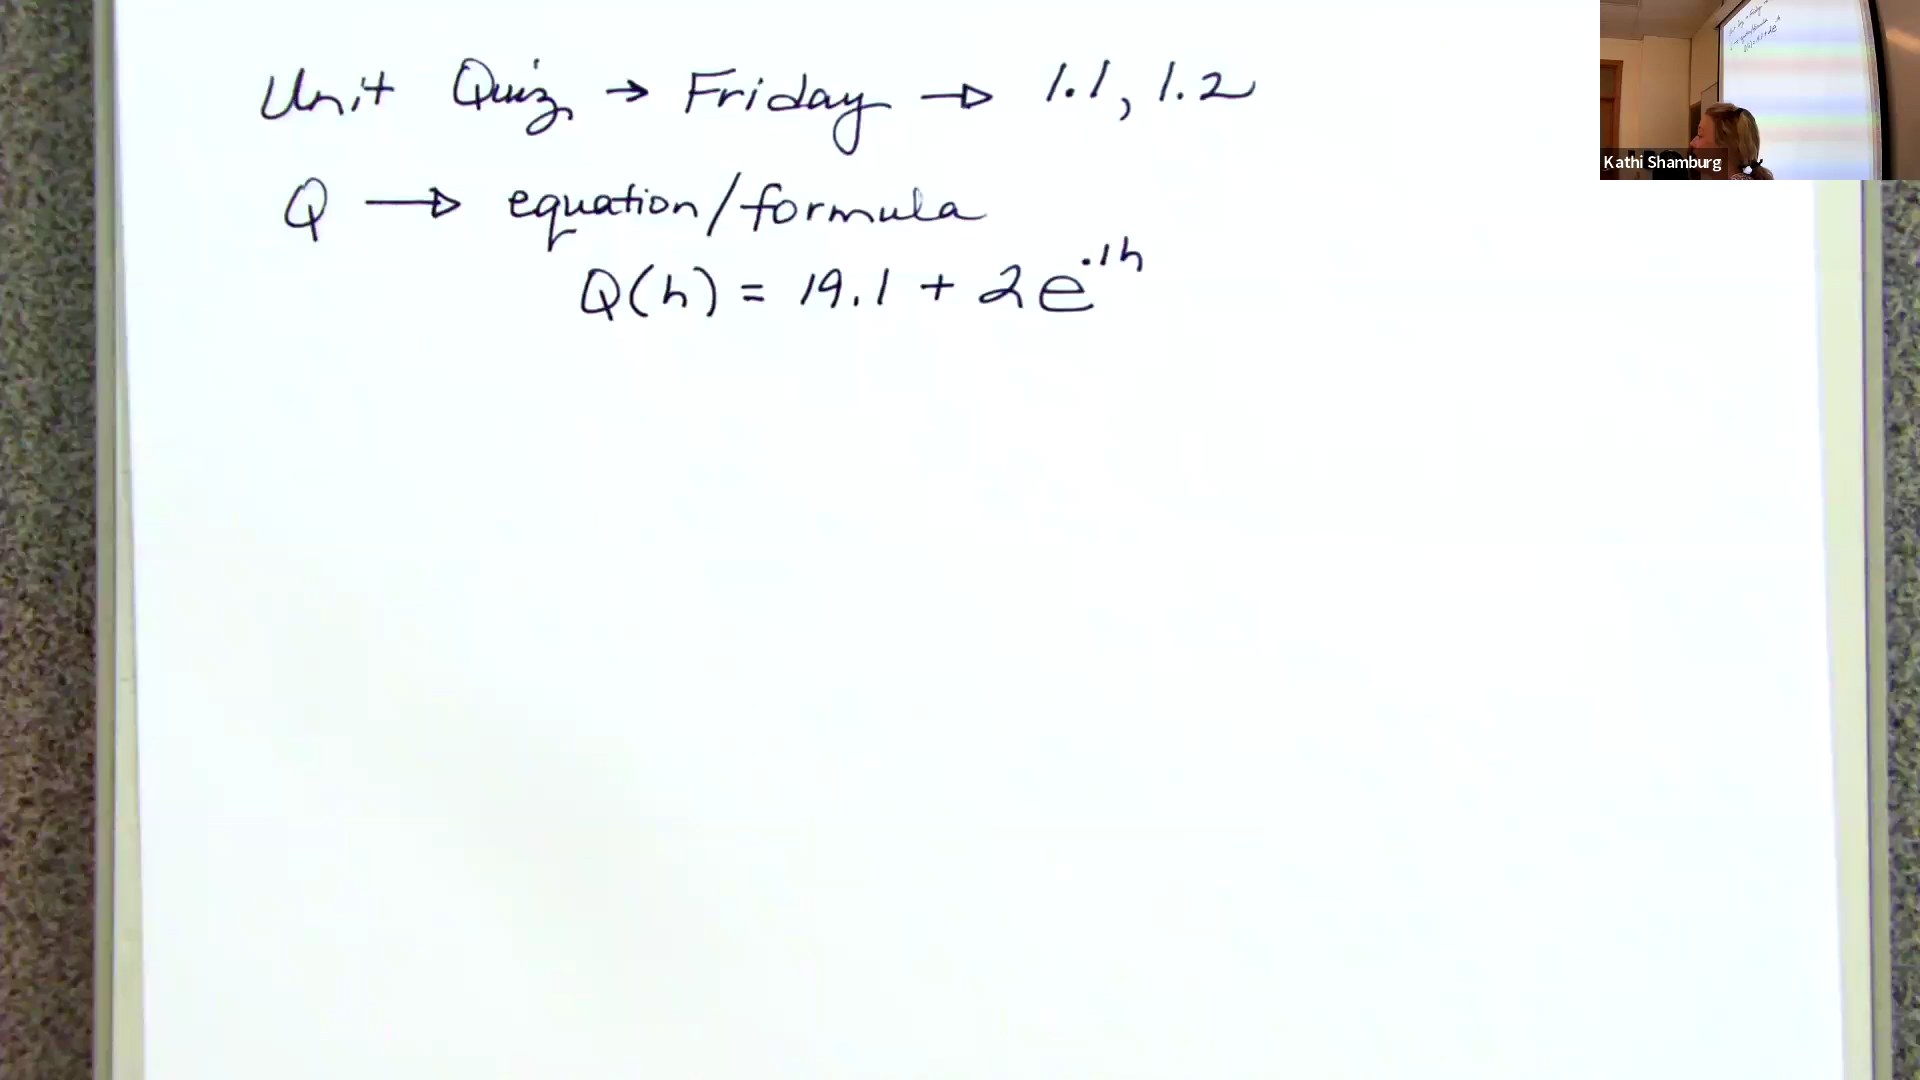 Unit Quiz → Friday → 1.1, 1.2
Q → equation/formula
Q(h) = 19.1 + 2e^.1h
Kathi Shamburg